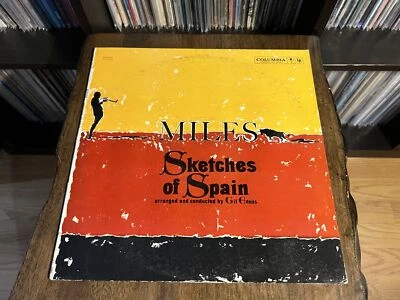 COLUMBIA
MILES
Sketches
of Spain
arranged and conducted by Gil Evans